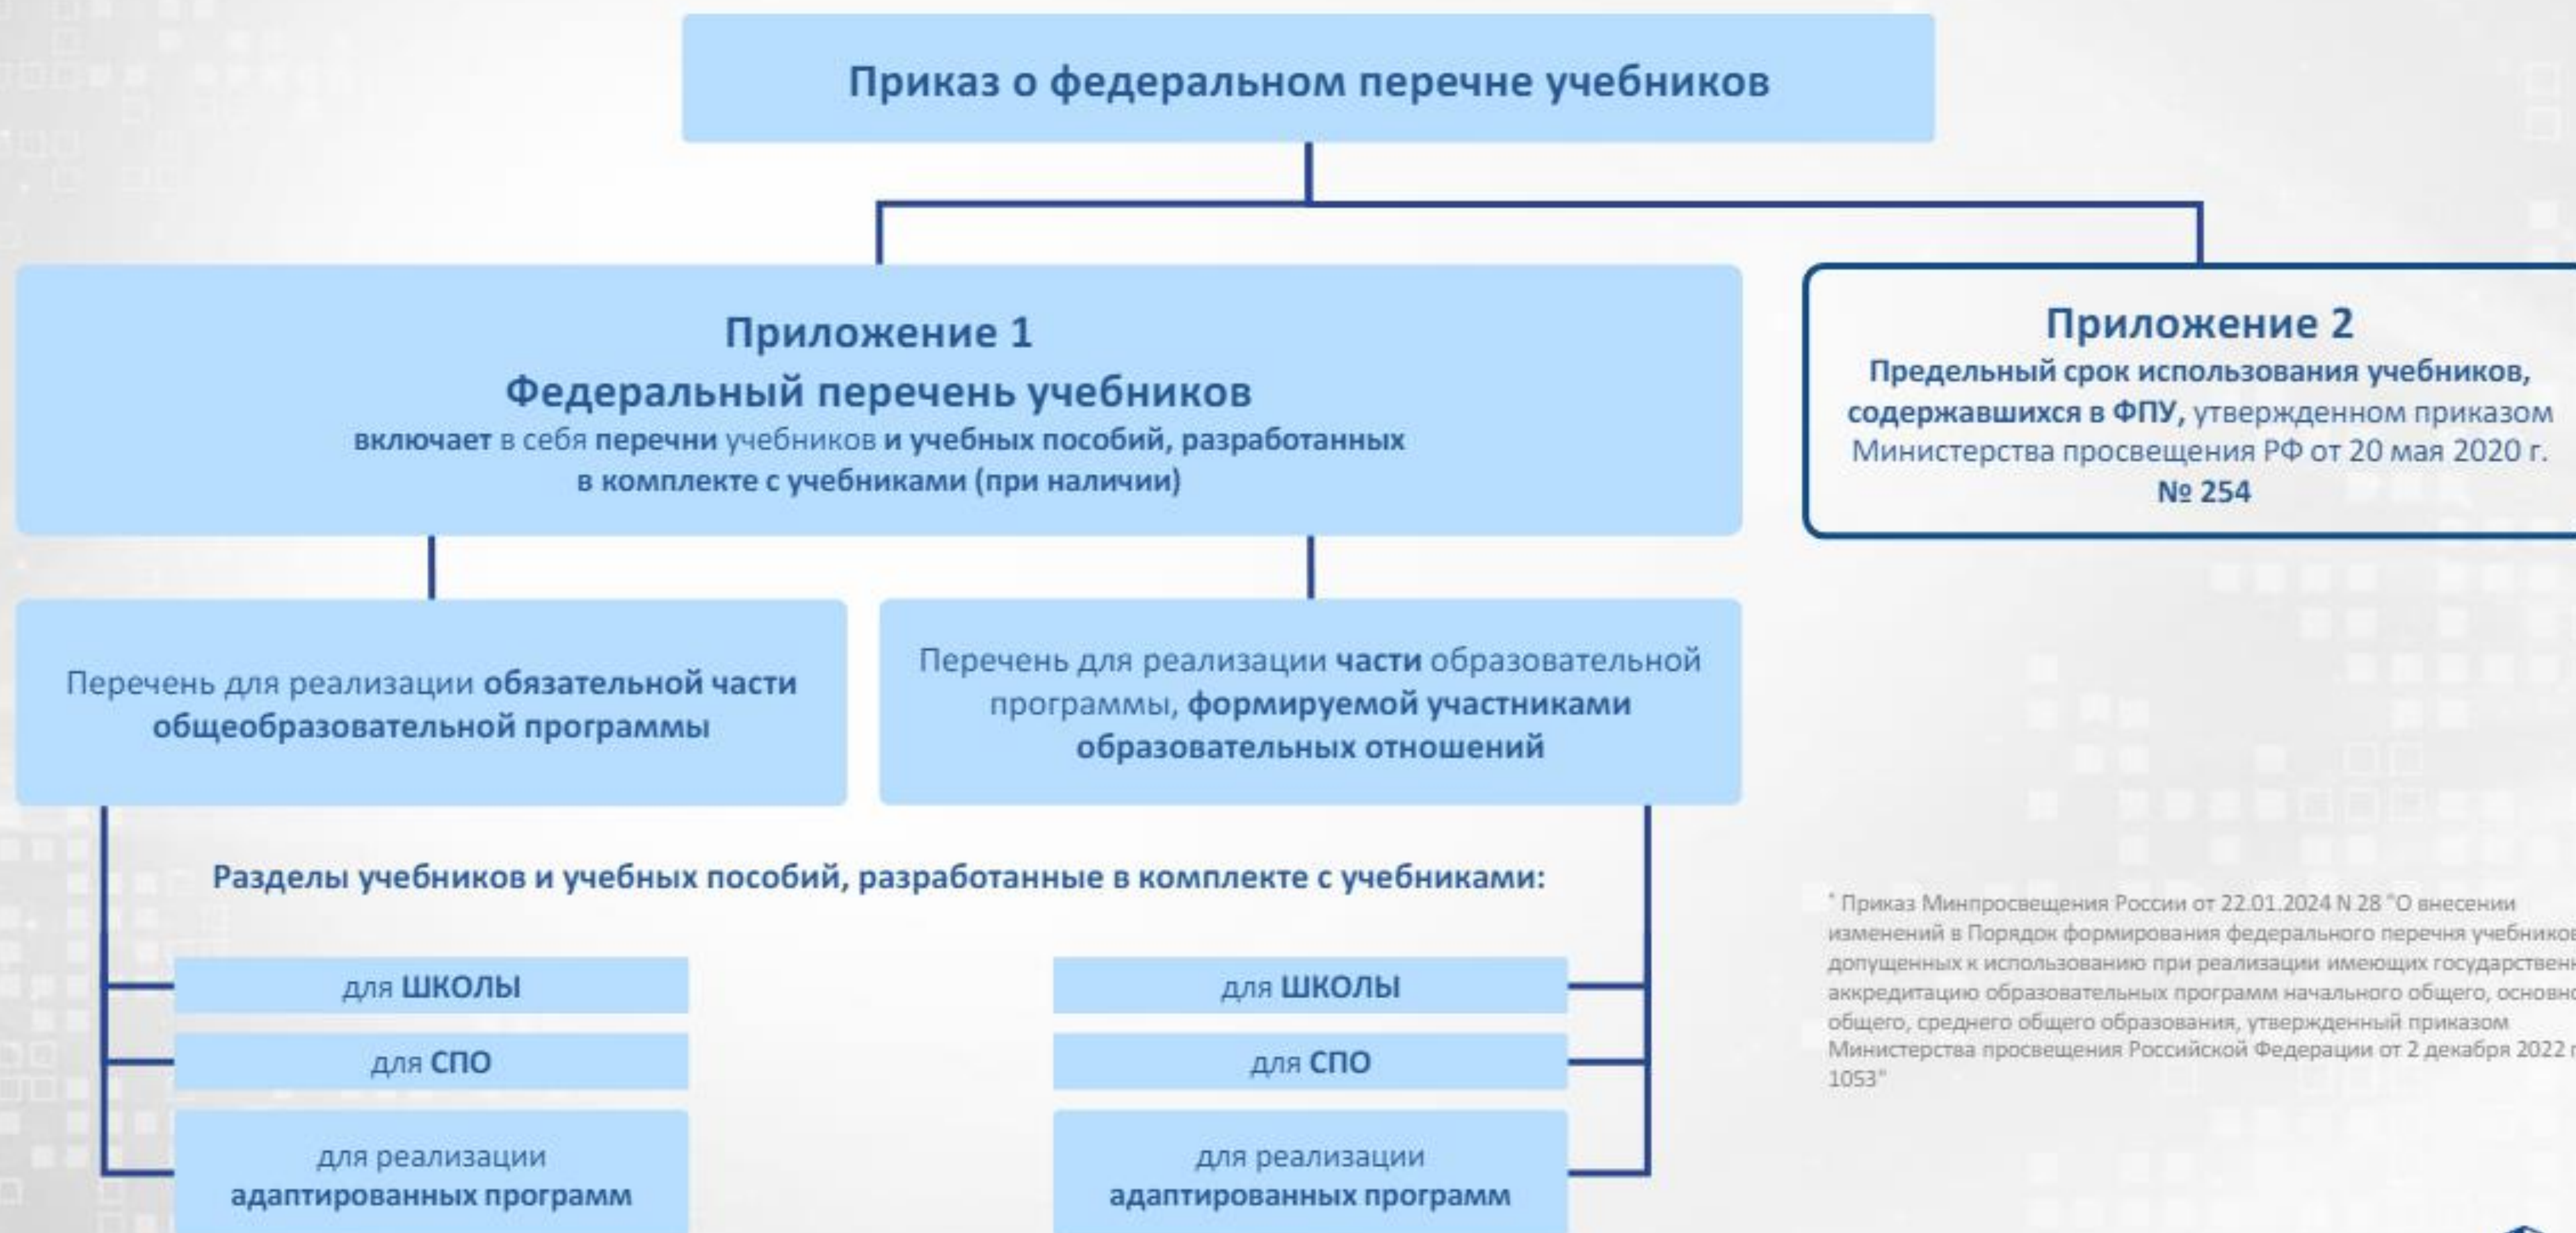 Приказ о федеральном перечне учебников
Приложение 1
Федеральный перечень учебников
включает в себя перечни учебников и учебных пособий, разработанных
в комплекте с учебниками (при наличии)
Приложение 2
Предельный срок использования учебников,
содержавшихся в ФПУ, утвержденном приказом
Министерства просвещения РФ от 20 мая 2020 г.
№ 254
Перечень для реализации обязательной части
общеобразовательной программы
Перечень для реализации части образовательной
программы, формируемой участниками
образовательных отношений
Разделы учебников и учебных пособий, разработанные в комплекте с учебниками:
для ШКОЛЫ
для СПО
для реализации
адаптированных программ
для ШКОЛЫ
для СПО
для реализации
адаптированных программ
* Приказ Минпросвещения России от 22.01.2024 N 28 "О внесении
изменений в Порядок формирования федерального перечня учебников
допущенных к использованию при реализации имеющих
аккредитацию образовательных программ начального общего,
общего, среднего общего образования, утвержденный приказом
Министерства просвещения Российской Федерации от 2 декабря 2022
1053"